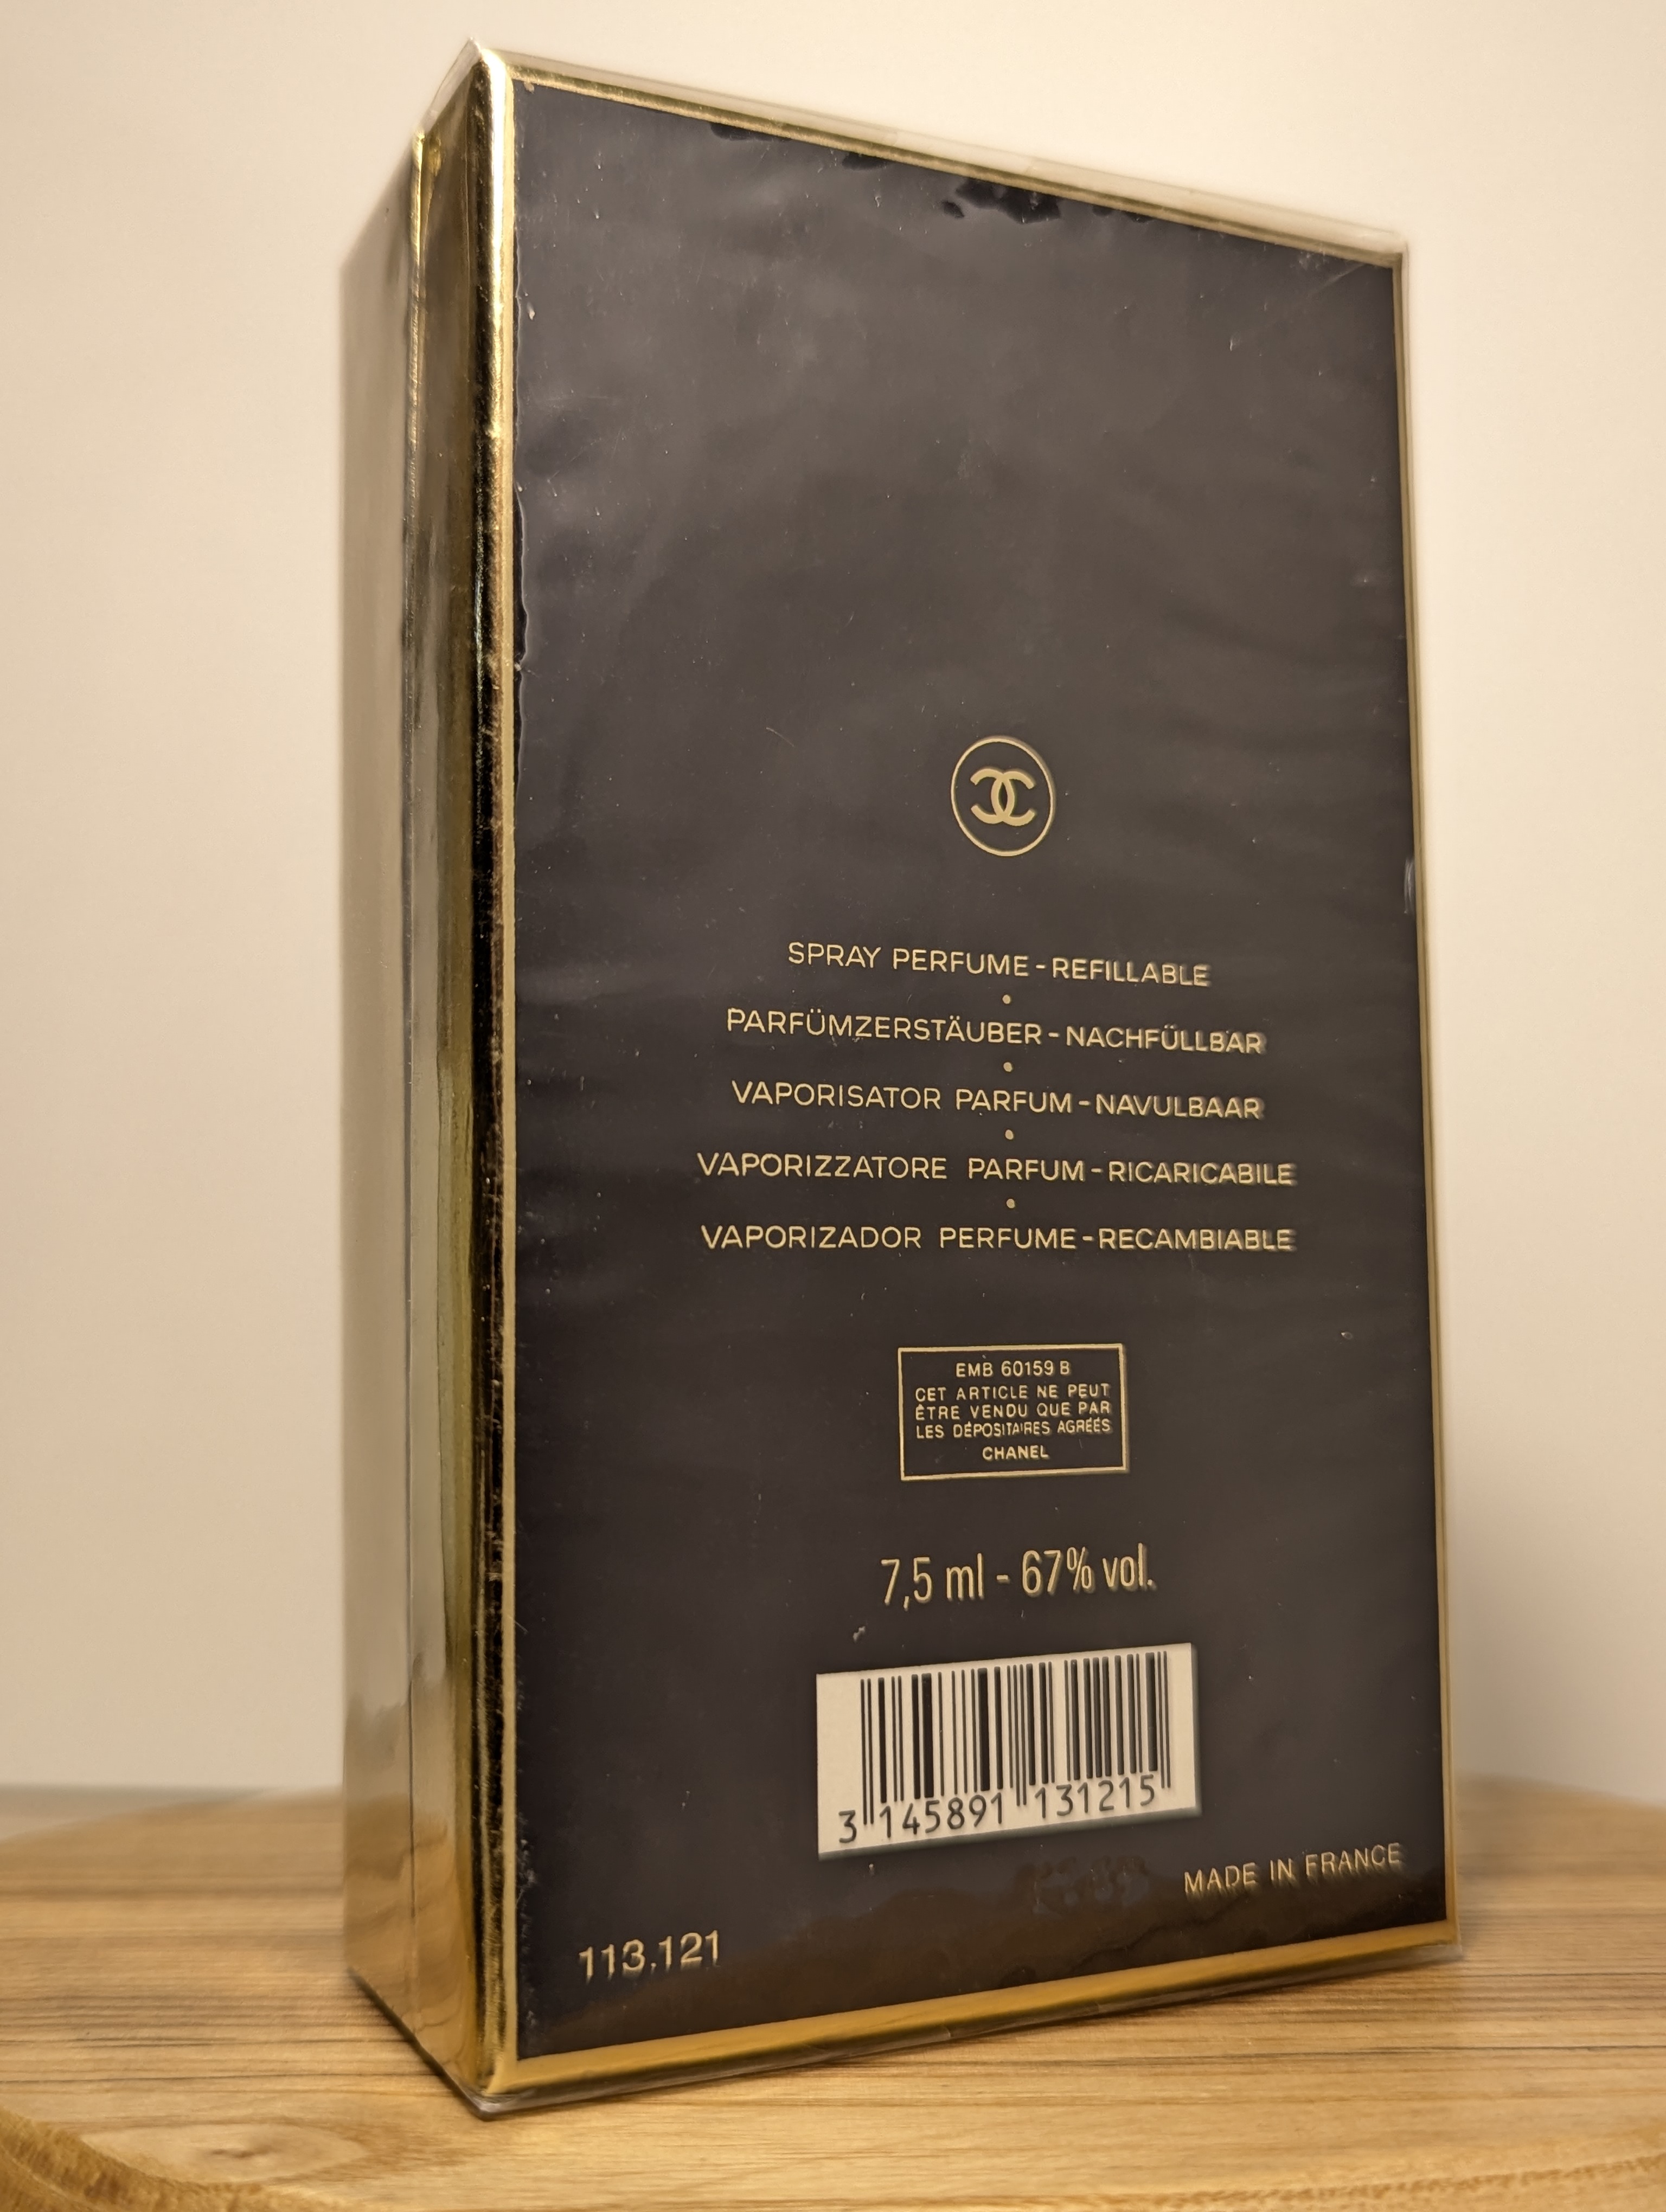 SPRAY PERFUME - REFILLABLE
•
PARFÜMZERSTÄUBER - NACHFÜLLBAR
•
VAPORISATOR PARFUM - NAVULBAAR
•
VAPORIZZATORE PARFUM - RICARICABILE
•
VAPORIZADOR PERFUME - RECAMBIABLE
EMB 60159 B
CET ARTICLE NE PEUT
ÊTRE VENDU QUE PAR
LES DÉPOSITAIRES AGRÉÉS
CHANEL
7,5 ml - 67% vol.
3 145891 131215
MADE IN FRANCE
113.121